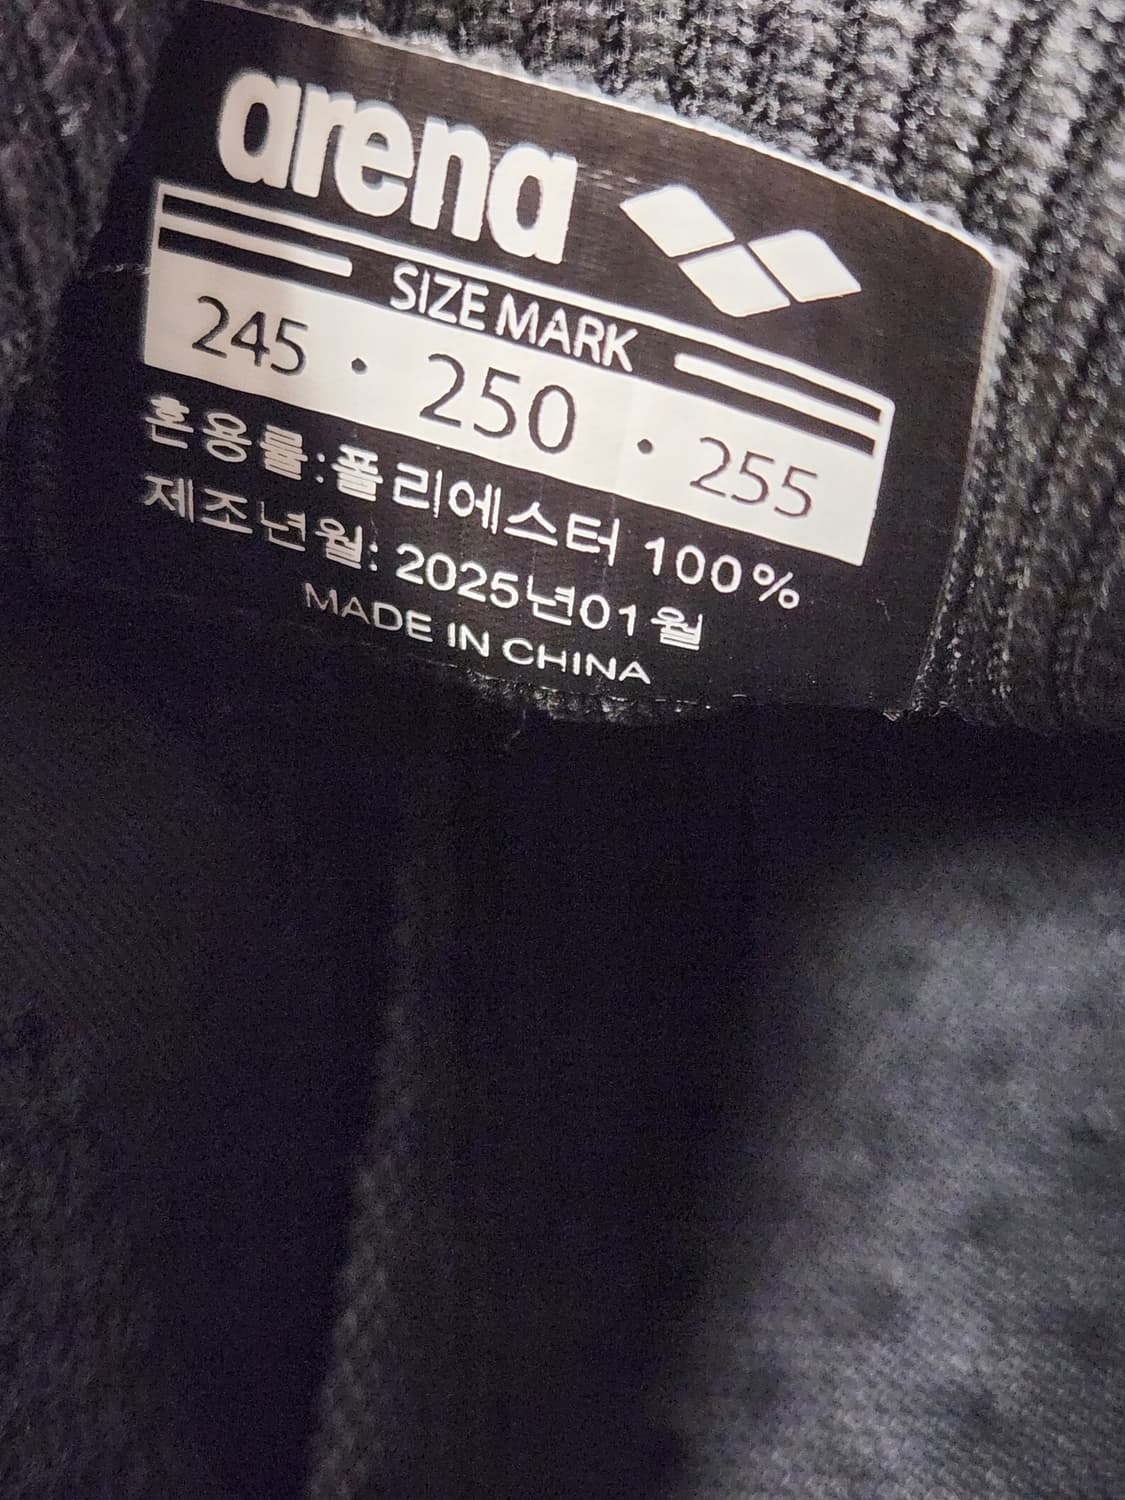 arena
SIZE MARK
245 · 250 · 255
혼용률:폴리에스터 100%
제조년월: 2025년01월
MADE IN CHINA